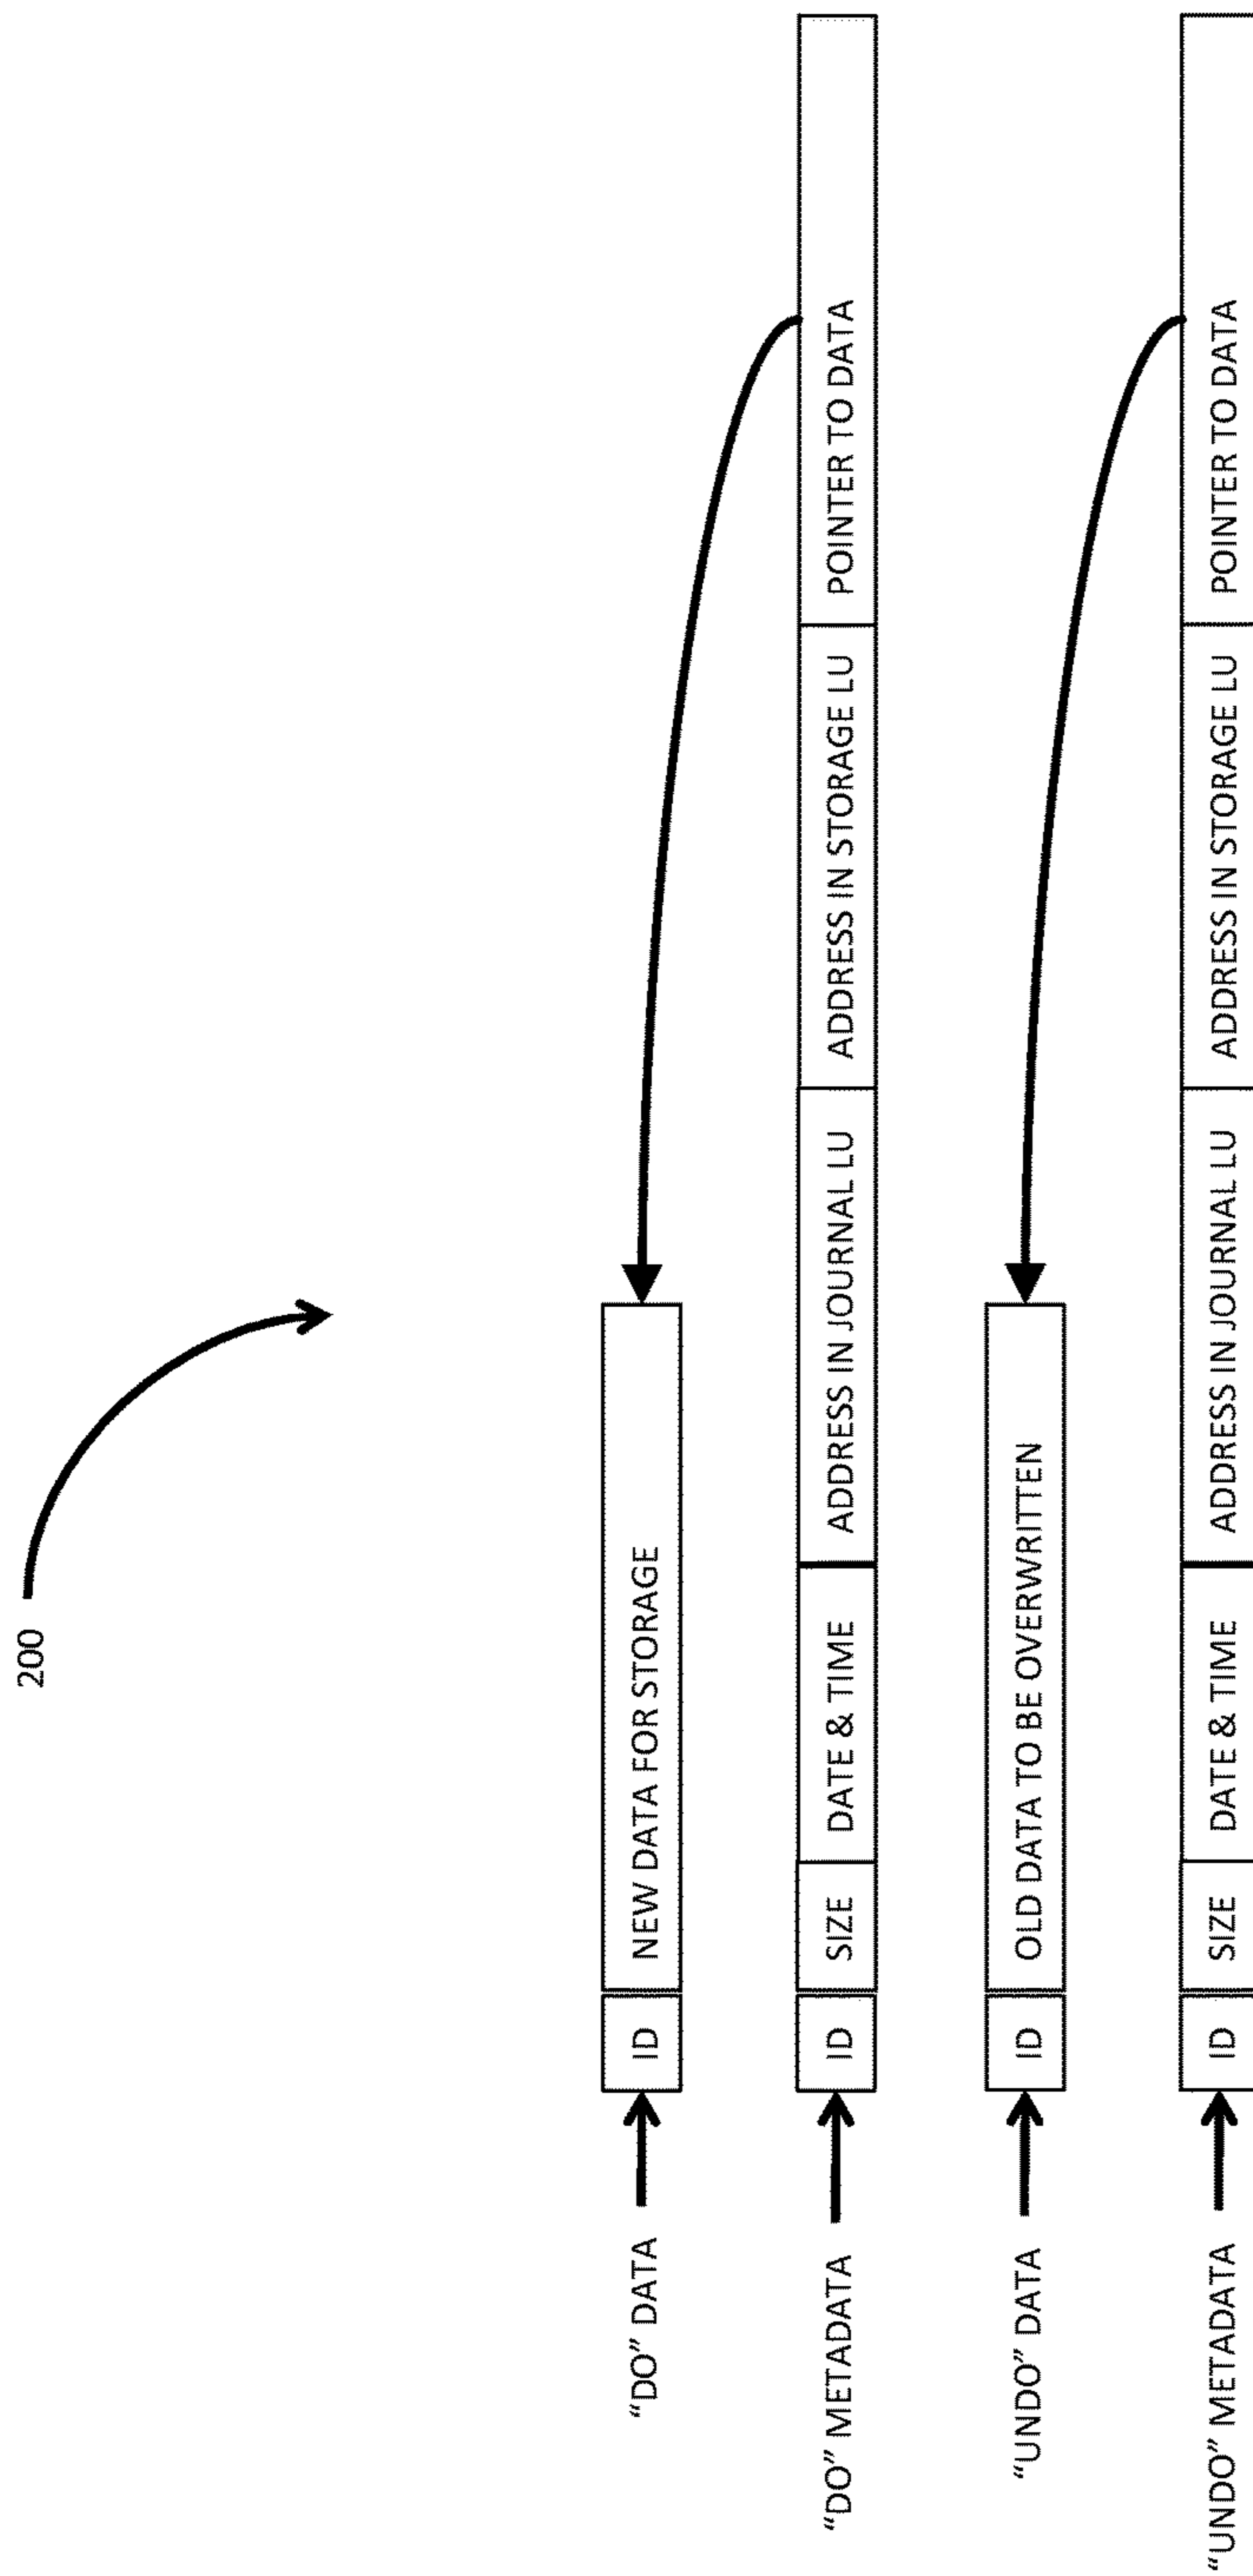 200
“DO” DATA ID NEW DATA FOR STORAGE
“DO” METADATA ID SIZE DATE & TIME ADDRESS IN JOURNAL LU ADDRESS IN STORAGE LU POINTER TO DATA
“UNDO” DATA ID OLD DATA TO BE OVERWRITTEN
“UNDO” METADATA ID SIZE DATE & TIME ADDRESS IN JOURNAL LU ADDRESS IN STORAGE LU POINTER TO DATA